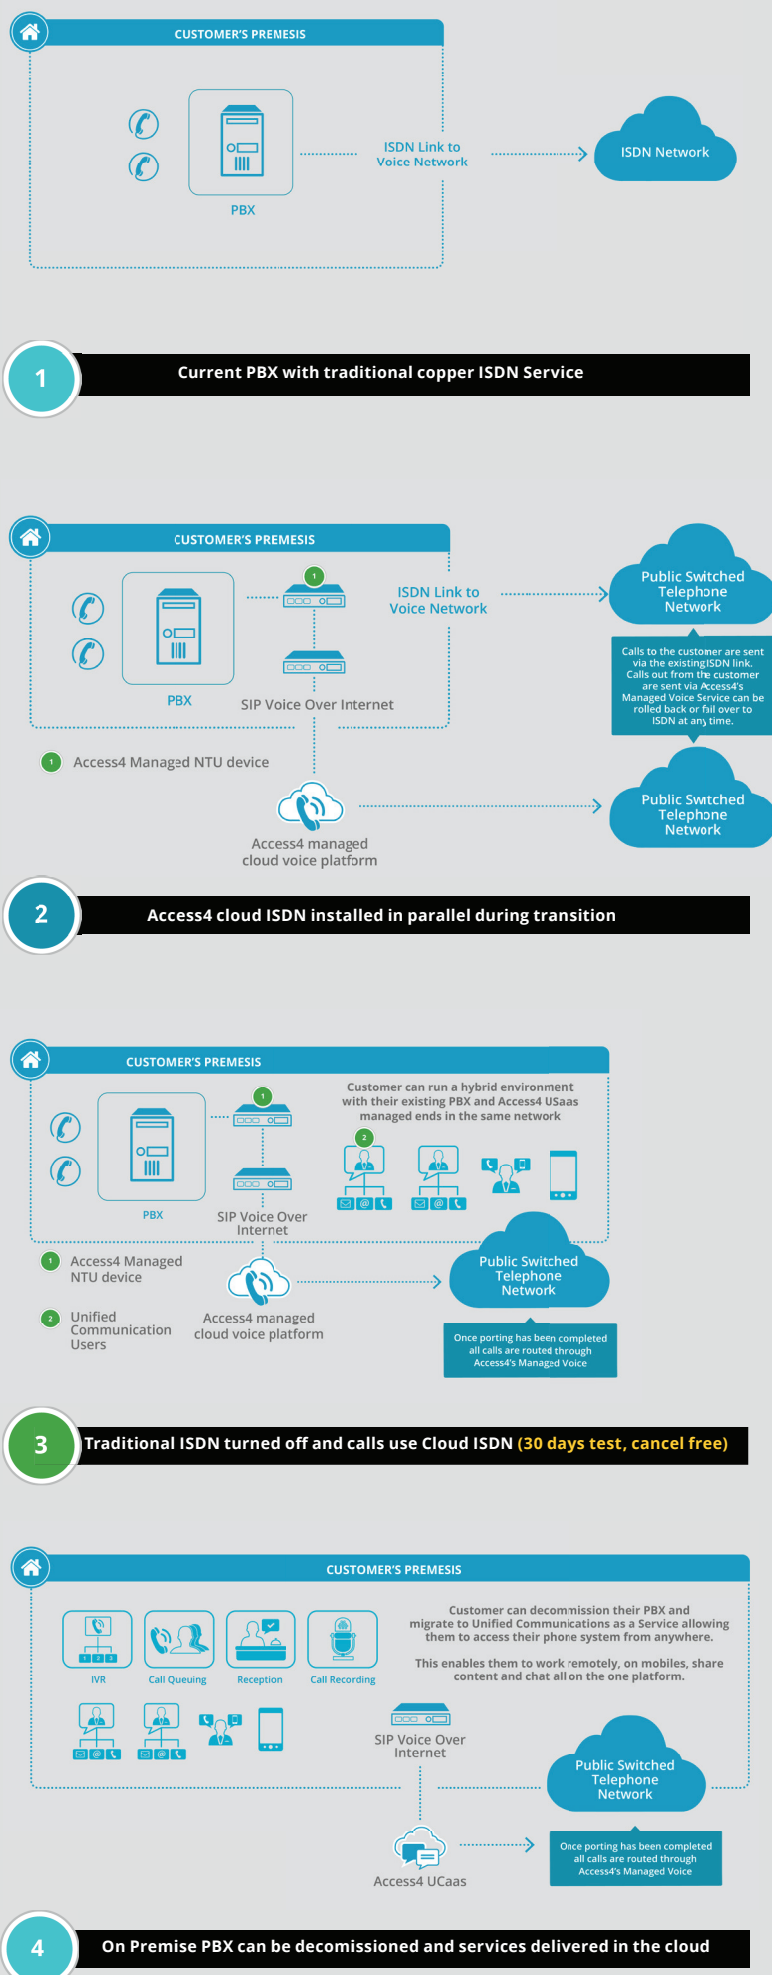 CUSTOMER'S PREMESIS
ISDN Link to
Voice Network
ISDN Network
PBX
1
Current PBX with traditional copper ISDN Service
CUSTOMER'S PREMESIS
1
ISDN Link to
Voice Network
Public Switched
Telephone
Network
Calls to the customer are sent
via the existing ISDN link.
Calls out from the customer
are sent via Access4's
Managed Voice Service can be
rolled back or fail over to
ISDN at any time.
PBX
SIP Voice Over Internet
1
Access4 Managed NTU device
Public Switched
Telephone
Network
Access4 managed
cloud voice platform
2
Access4 cloud ISDN installed in parallel during transition
CUSTOMER'S PREMESIS
Customer can run a hybrid environment
with their existing PBX and Access4 USaas
managed ends in the same network
1
2
@
@
PBX
SIP Voice Over
Internet
1
Access4 Managed
NTU device
2
Unified
Communication
Users
Access4 managed
cloud voice platform
Public Switched
Telephone
Network
Once porting has been completed
all calls are routed through
Access4's Managed Voice
3
Traditional ISDN turned off and calls use Cloud ISDN (30 days test, cancel free)
CUSTOMER'S PREMESIS
1 2 3
IVR
Call Queuing
Reception
Call Recording
Customer can decommission their PBX and
migrate to Unified Communications as a Service allowing
them to access their phone system from anywhere.
This enables them to work remotely, on mobiles, share
content and chat all on the one platform.
@
@
SIP Voice Over
Internet
Public Switched
Telephone
Network
Access4 UCaas
Once porting has been completed
all calls are routed through
Access4's Managed Voice
4
On Premise PBX can be decomissioned and services delivered in the cloud